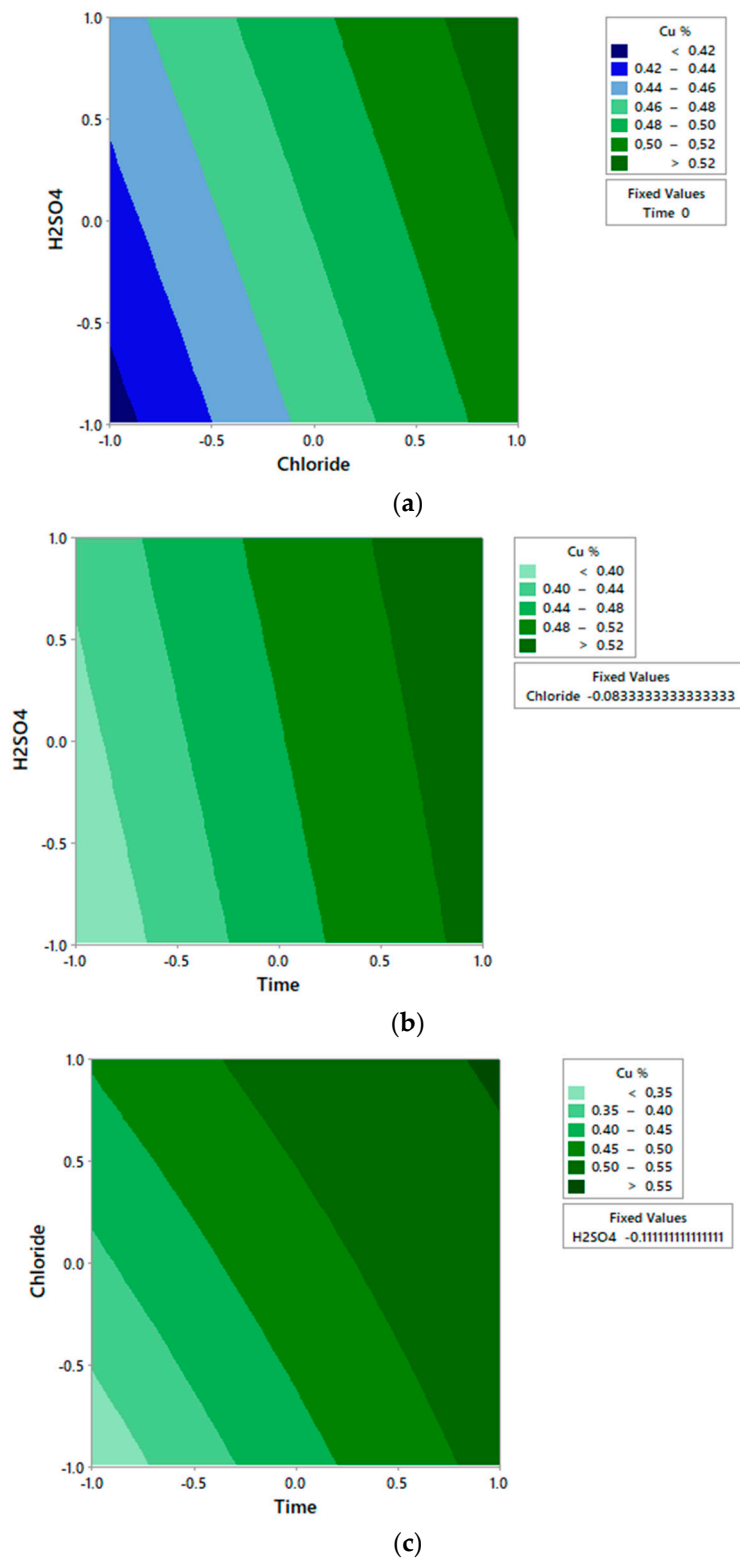 Cu %
< 0.42
0.42 – 0.44
0.44 – 0.46
0.46 – 0.48
0.48 – 0.50
0,50 – 0,52
> 0.52
Fixed Values
Time 0
1.0
0.5
0.0
-0.5
-1.0
H2SO4
-1.0 -0.5 0.0 0.5 1.0
Chloride
(a)
Cu %
< 0.40
0.40 – 0.44
0.44 – 0.48
0.48 – 0.52
> 0.52
Fixed Values
Chloride -0.0833333333333333
1.0
0.5
0.0
-0.5
-1.0
H2SO4
-1.0 -0.5 0.0 0.5 1.0
Time
(b)
Cu %
< 0,35
0.35 – 0.40
0.40 – 0.45
0.45 – 0.50
0.50 – 0.55
> 0.55
Fixed Values
H2SO4 -0.111111111111111
1.0
0.5
0.0
-0.5
-1.0
Chloride
-1.0 -0.5 0.0 0.5 1.0
Time
(c)